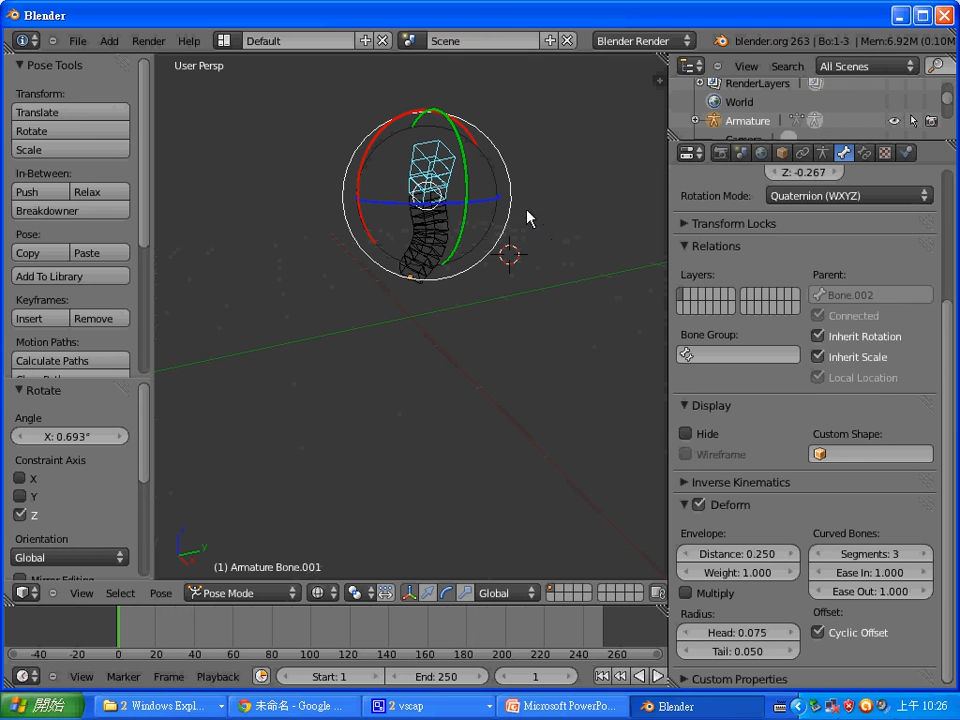 Blender
File Add Render Help Default Scene Blender Render blender.org 263 | Bo:1-3 | Mem:6.92M (0.10M
Pose Tools
Transform:
Translate
Rotate
Scale
In-Between:
Push Relax
Breakdowner
Pose:
Copy Paste
Add To Library
Keyframes:
Insert Remove
Motion Paths:
Calculate Paths
Rotate
Angle
X: 0.693°
Constraint Axis
X
Y
Z
Orientation
Global
Mirror Editing
User Persp
(1) Armature Bone.001
View Select Pose Pose Mode Global
View Search All Scenes
RenderLayers
World
Armature
Z: -0.267
Rotation Mode: Quaternion (WXYZ)
Transform Locks
Relations
Layers: Parent:
Bone.002
Connected
Bone Group: Inherit Rotation
Inherit Scale
Local Location
Display
Hide Custom Shape:
Wireframe
Inverse Kinematics
Deform
Envelope: Curved Bones:
Distance: 0.250 Segments: 3
Weight: 1.000 Ease In: 1.000
Multiply Ease Out: 1.000
Radius: Offset:
Head: 0.075 Cyclic Offset
Tail: 0.050
Custom Properties
-40 -20 0 20 40 60 80 100 120 140 160 180 200 220 240 260
View Marker Frame Playback Start: 1 End: 250 1
開始 2 Windows Expl... 未命名 - Google ... 2 vscap Microsoft PowerPo... Blender 上午 10:26